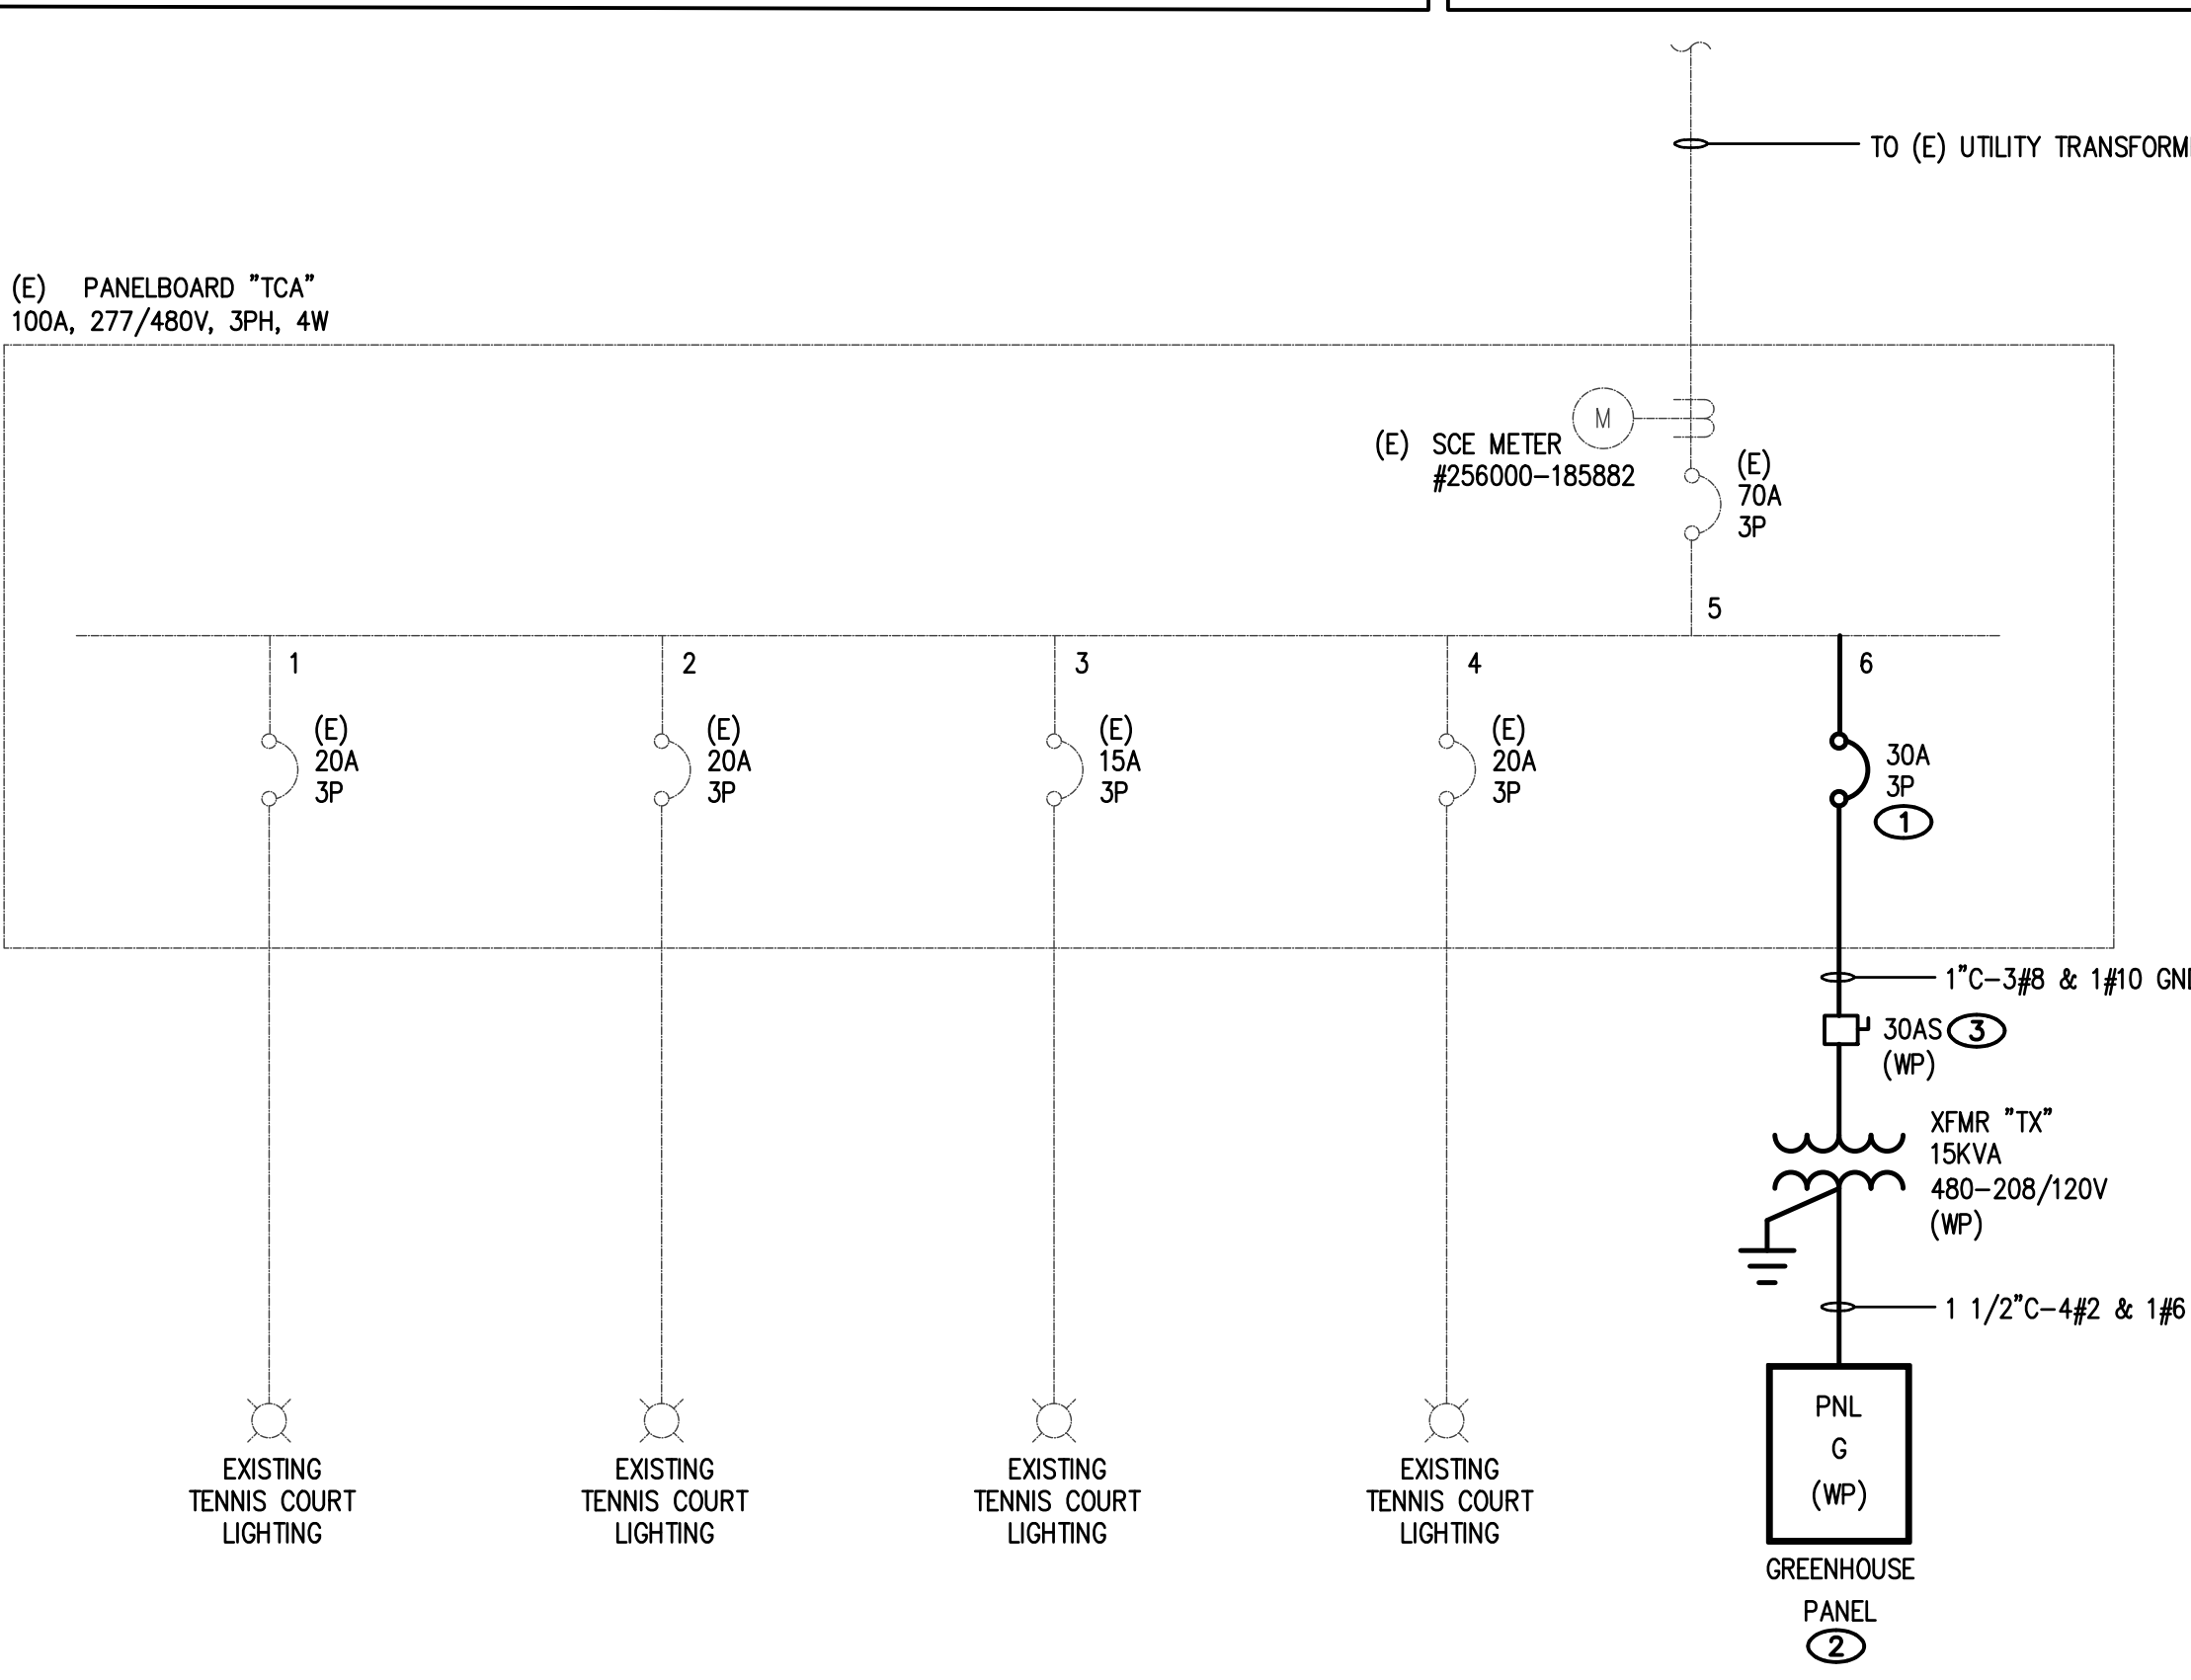 TO (E) UTILITY
(E) PANELBOARD "TCA"
100A, 277/480V, 3PH, 4W
M
(E) SCE METER
#256000-185882
(E)
70A
3P
5
1
2
3
4
6
(E)
20A
3P
(E)
20A
3P
(E)
15A
3P
(E)
20A
3P
30A
3P
1
1"C-3#8 & 1#10
30AS 3
(WP)
XFMR "TX"
15KVA
480-208/120V
(WP)
1 1/2"C-4#2 & 1#6
PNL
G
(WP)
EXISTING
TENNIS COURT
LIGHTING
EXISTING
TENNIS COURT
LIGHTING
EXISTING
TENNIS COURT
LIGHTING
EXISTING
TENNIS COURT
LIGHTING
GREENHOUSE
PANEL
2